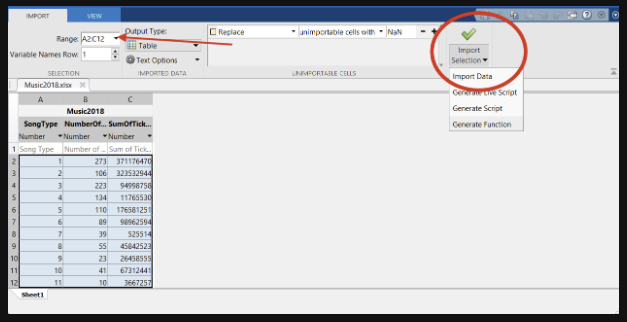 IMPORT VIEW
Range: A2:C12
Variable Names Row: 1
SELECTION
Output Type:
Table
Text Options
IMPORTED DATA
Replace unimportable cells with NaN
UNIMPORTABLE CELLS
Import
Selection
Import Data
Generate Live Script
Generate Script
Generate Function
Music2018.xlsx
A B C
Music2018
SongType NumberOf... SumOfTick...
Number Number Number
1 Song Type Number of ... Sum of Tick...
2 1 273 371176470
3 2 106 323532944
4 3 223 94998758
5 4 134 11765530
6 5 110 176581251
7 6 89 98962594
8 7 39 525514
9 8 55 45842523
10 9 23 26458555
11 10 41 67312441
12 11 10 3667257
Sheet1